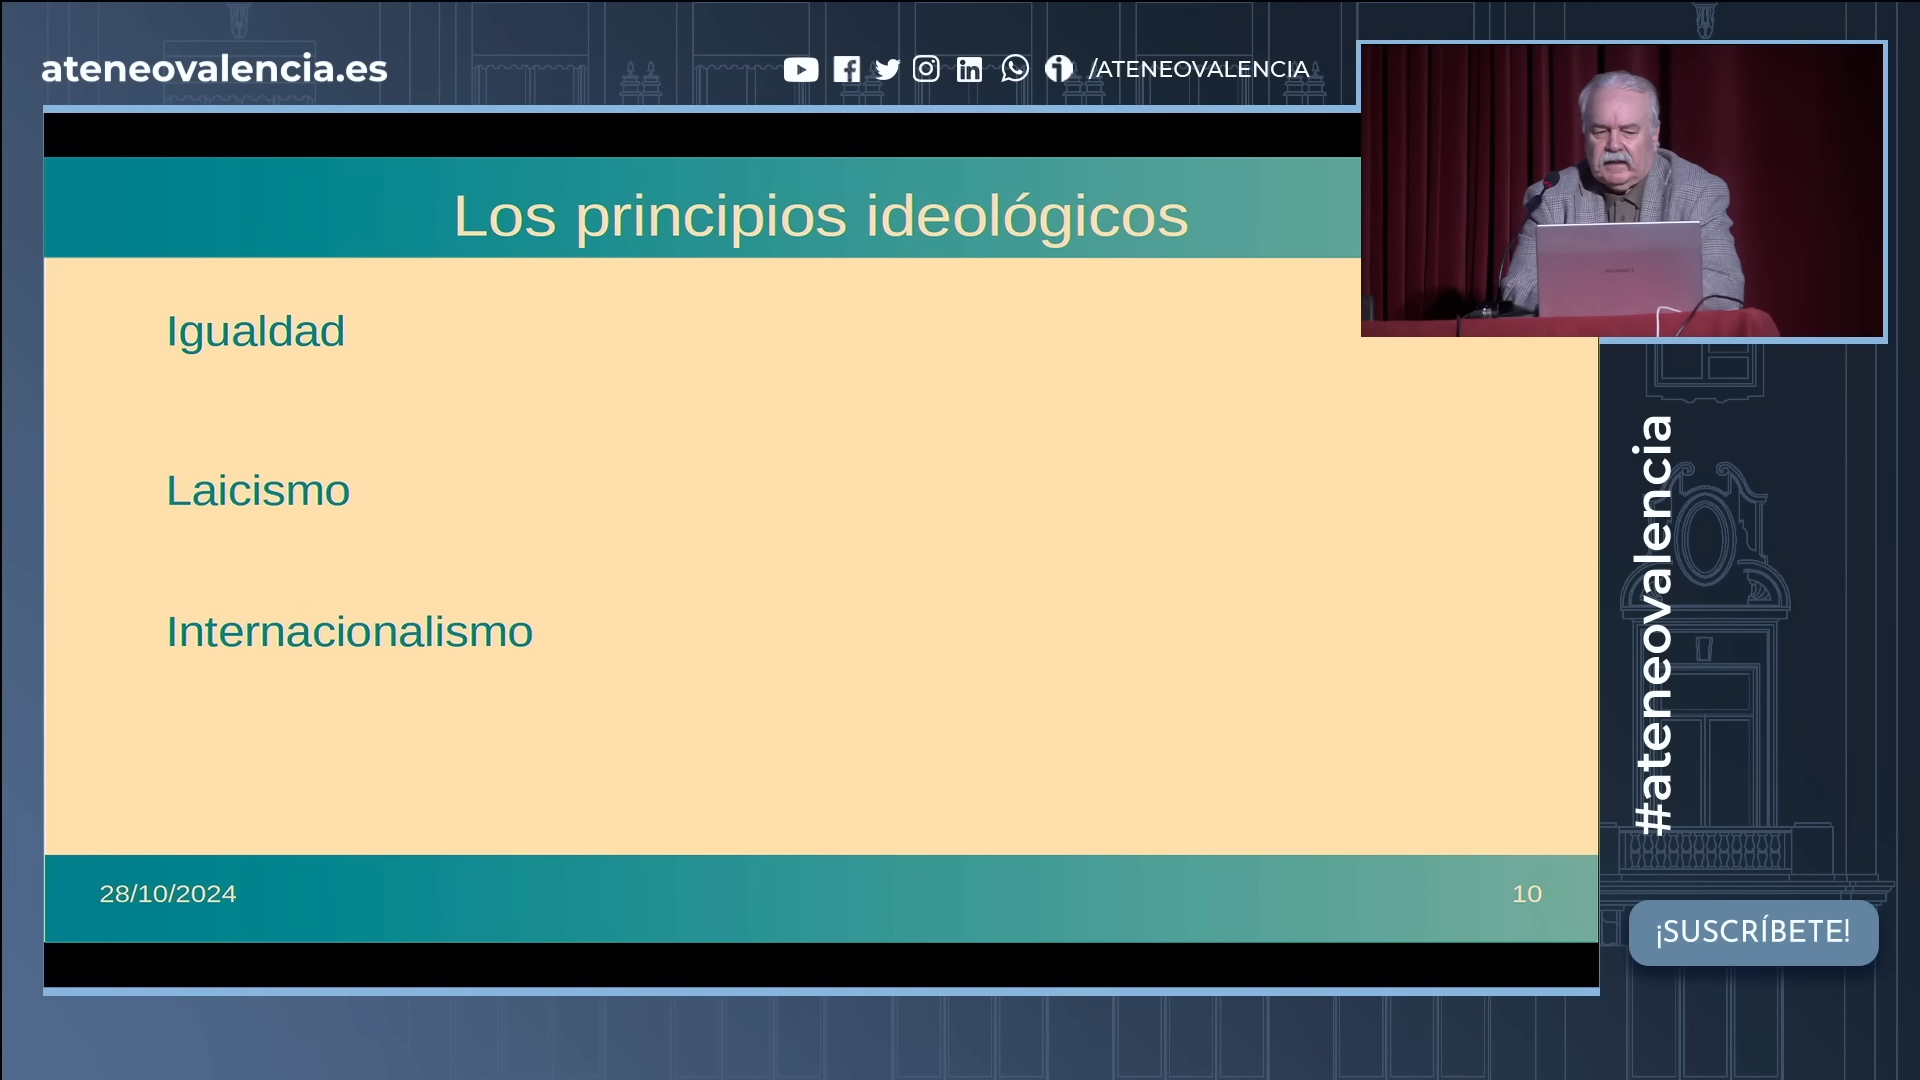 ateneovalencia.es
/ATENEOVALENCIA
Los principios ideológicos
Igualdad
Laicismo
Internacionalismo
28/10/2024
10
#ateneovalencia
¡SUSCRÍBETE!